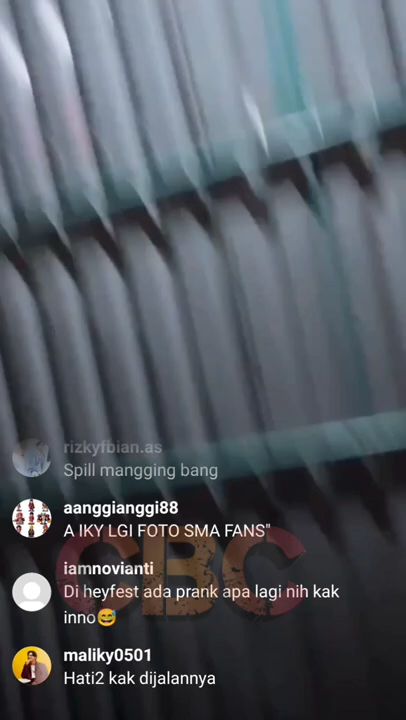 rizkyfbian.as
Spill mangging bang
aanggianggi88
A IKY LGI FOTO SMA FANS"
iamnovianti
Di heyfest ada prank apa lagi nih kak
inno😅
maliky0501
Hati2 kak dijalannya
CBC